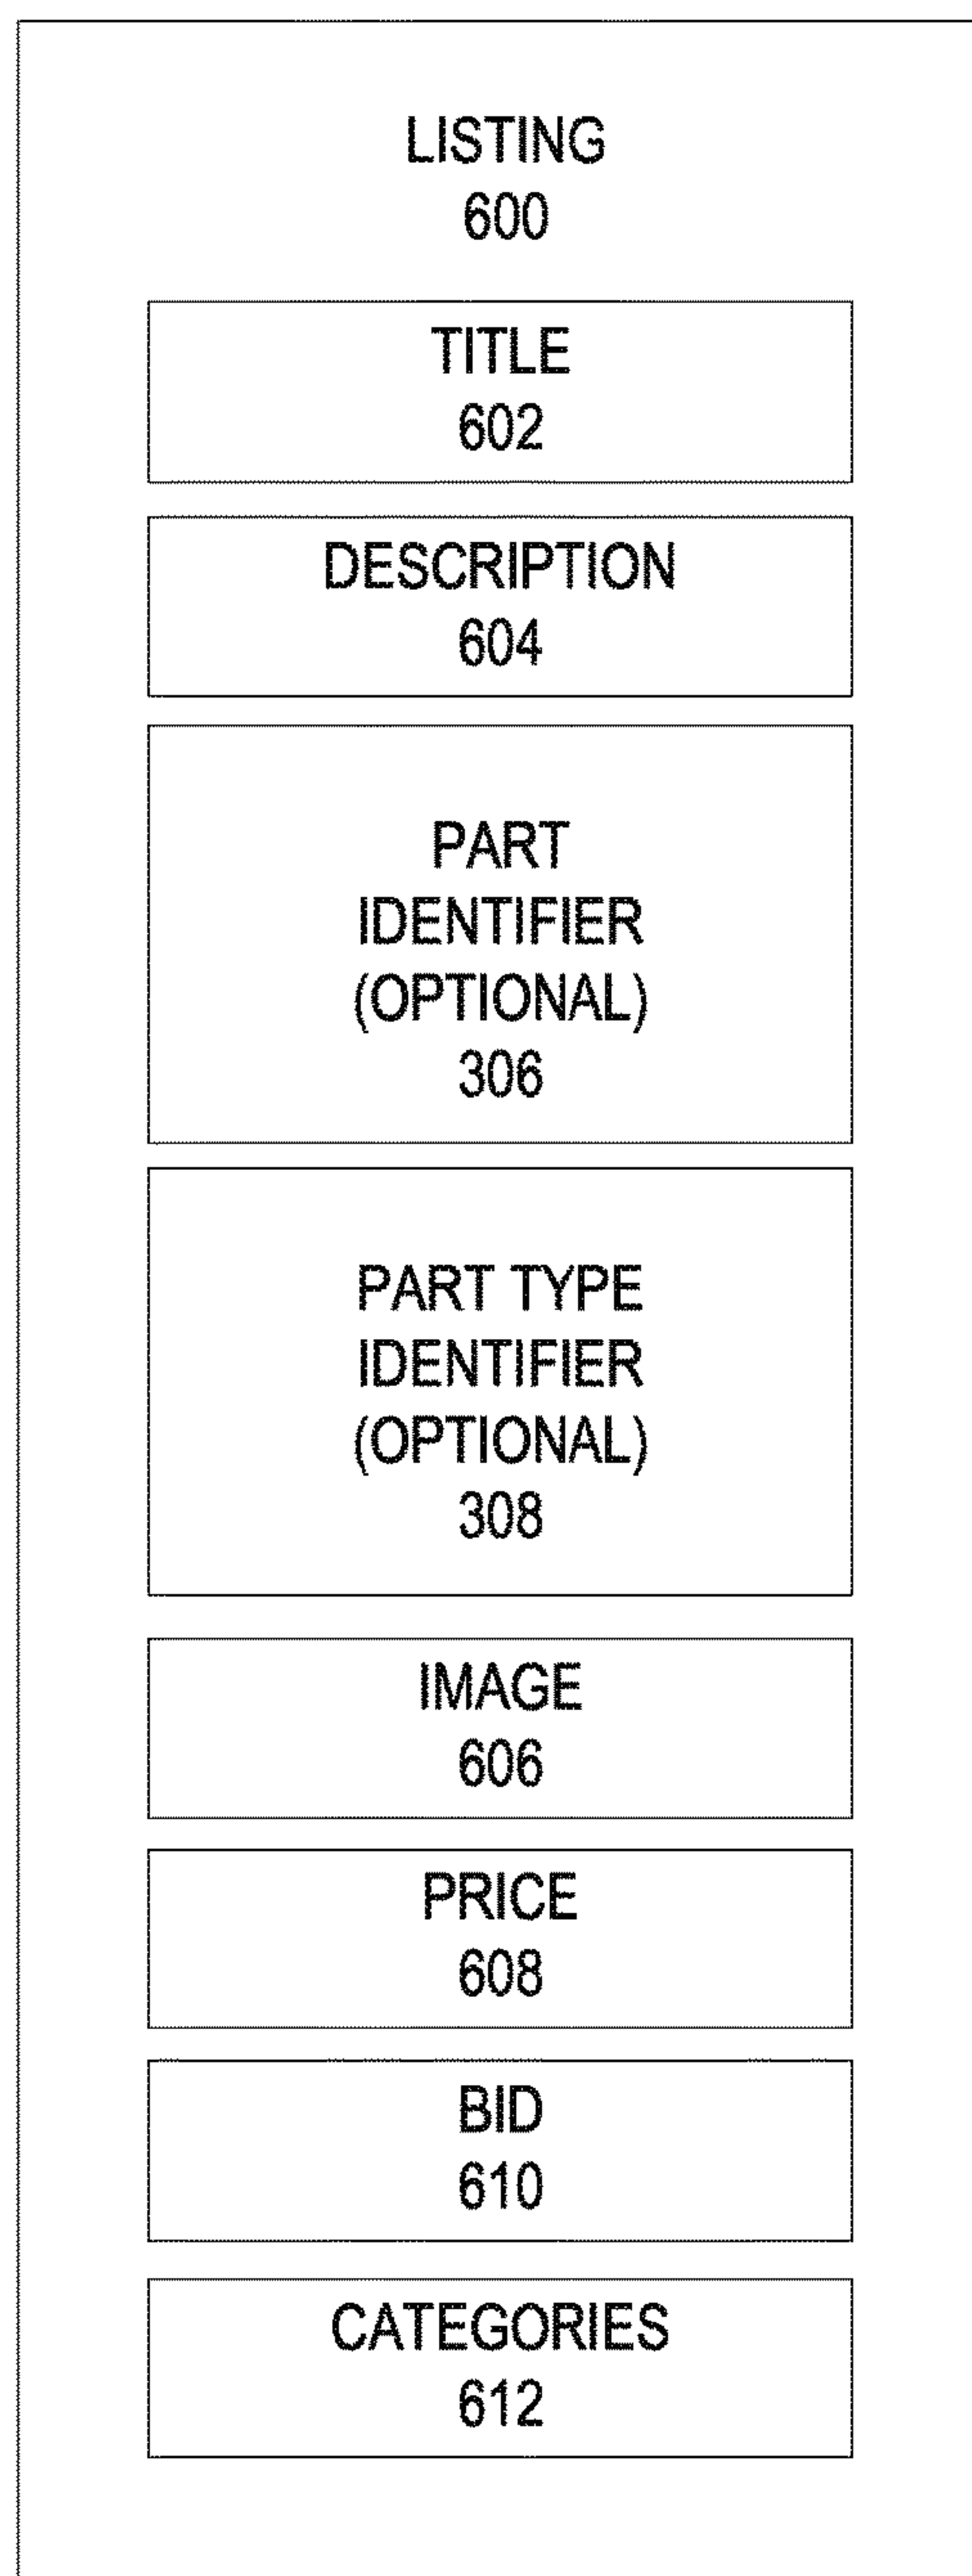 LISTING
600
TITLE
602
DESCRIPTION
604
PART
IDENTIFIER
(OPTIONAL)
306
PART TYPE
IDENTIFIER
(OPTIONAL)
308
IMAGE
606
PRICE
608
BID
610
CATEGORIES
612